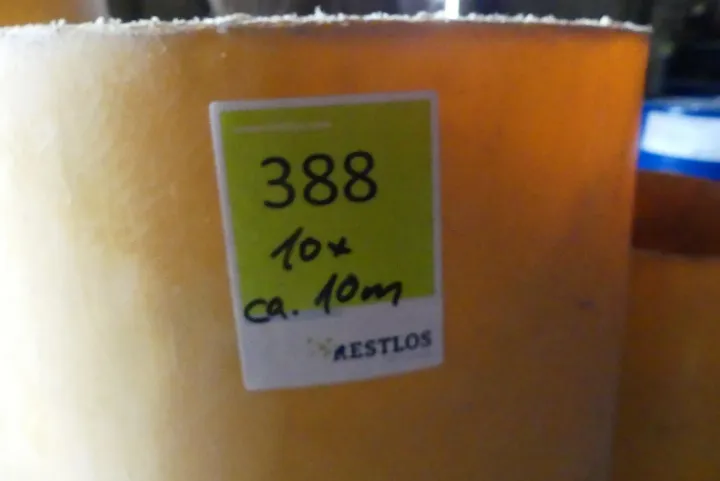 388
10x
ca. 10m
RESTLOS